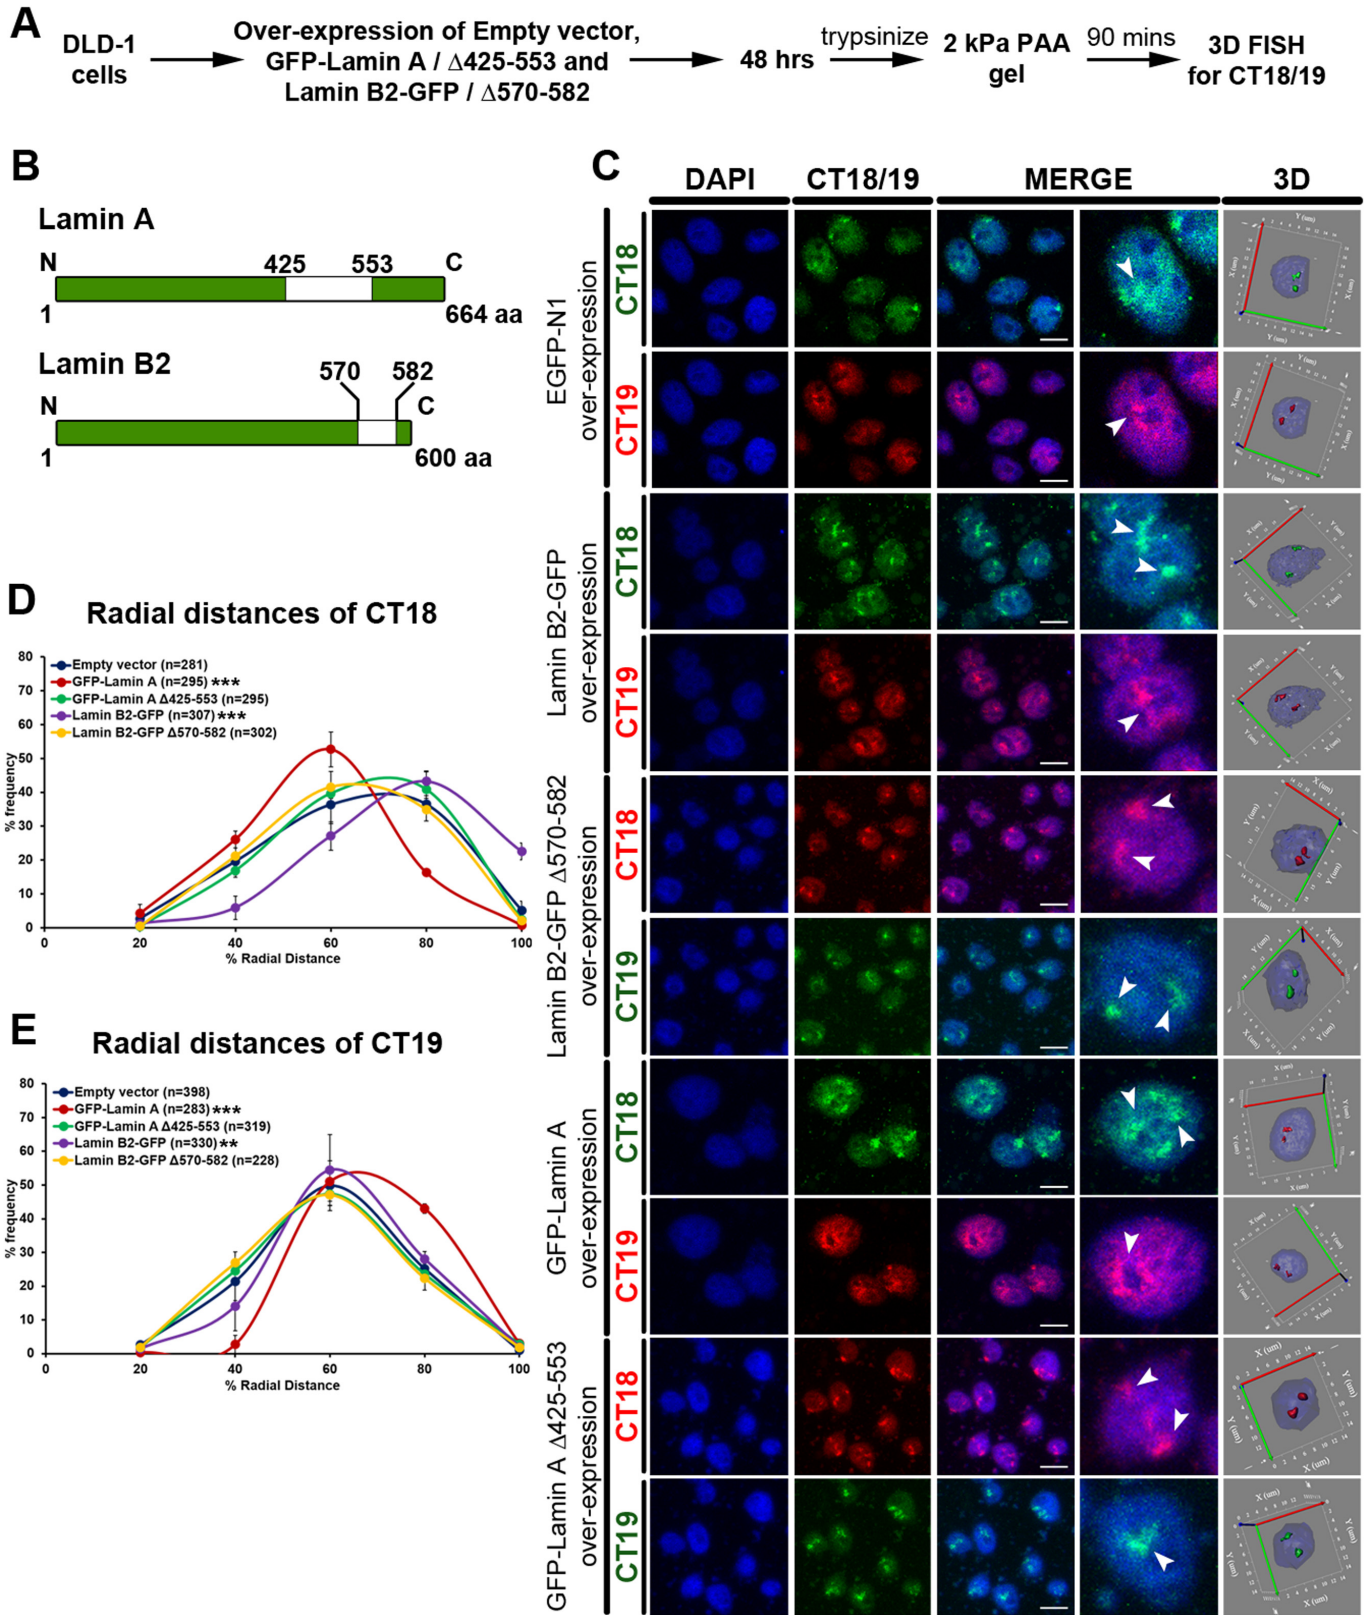 A
DLD-1
cells
Over-expression of Empty vector,
GFP-Lamin A / Δ425-553 and
Lamin B2-GFP / Δ570-582
48 hrs
trypsinize
2 kPa PAA
gel
90 mins
3D FISH
for CT18/19
B
Lamin A
N
425
553
C
1
664 aa
Lamin B2
570
582
N
C
1
600 aa
C
DAPI
CT18/19
MERGE
3D
EGFP-N1
over-expression
CT18
CT19
Lamin B2-GFP
over-expression
CT18
CT19
Lamin B2-GFP Δ570-582
over-expression
CT18
CT19
GFP-Lamin A
over-expression
CT18
CT19
GFP-Lamin A Δ425-553
over-expression
CT18
CT19
D
Radial distances of CT18
Empty vector (n=281)
GFP-Lamin A (n=295) ***
GFP-Lamin A Δ425-553 (n=295)
Lamin B2-GFP (n=307) ***
Lamin B2-GFP Δ570-582 (n=302)
% frequency
80
70
60
50
40
30
20
10
0
0 20 40 60 80 100
% Radial Distance
E
Radial distances of CT19
Empty vector (n=398)
GFP-Lamin A (n=283) ***
GFP-Lamin A Δ425-553 (n=319)
Lamin B2-GFP (n=330) **
Lamin B2-GFP Δ570-582 (n=228)
% frequency
80
70
60
50
40
30
20
10
0
0 20 40 60 80 100
% Radial Distance